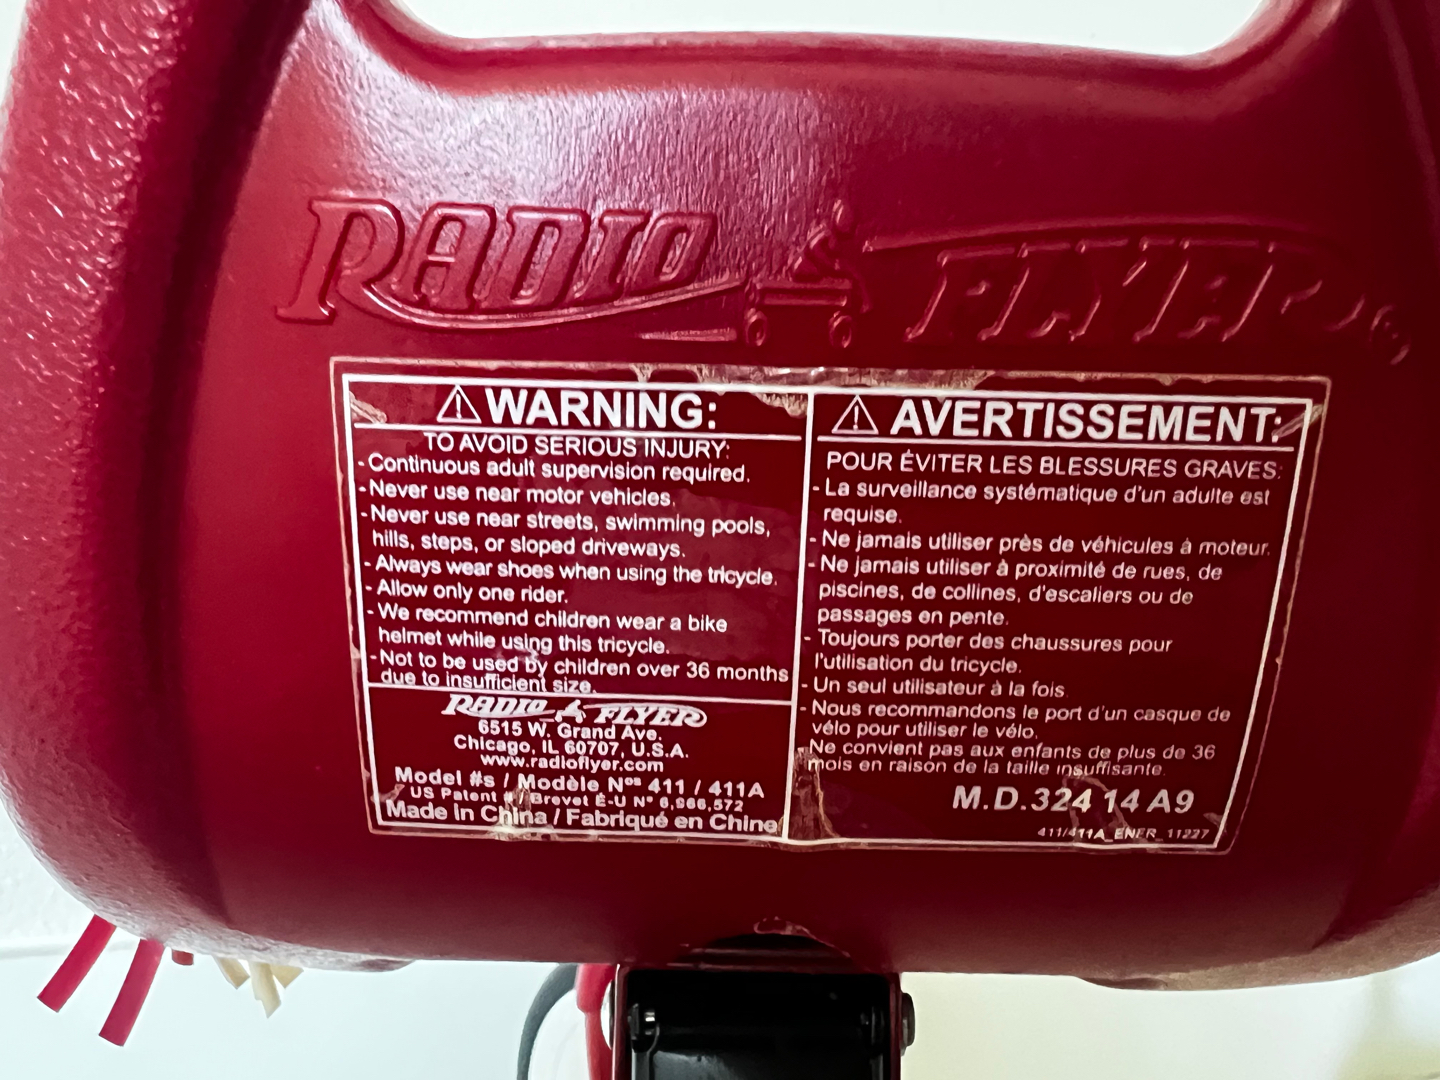 RADIO FLYER
WARNING:
TO AVOID SERIOUS INJURY:
- Continuous adult supervision required.
- Never use near motor vehicles.
- Never use near streets, swimming pools,
hills, steps, or sloped driveways.
- Always wear shoes when using the tricycle.
- Allow only one rider.
- We recommend children wear a bike
helmet while using this tricycle.
- Not to be used by children over 36 months
due to insufficient size.
RADIO FLYER
6515 W. Grand Ave.
Chicago, IL 60707, U.S.A.
www.radioflyer.com
Model #s / Modèle Nos 411 / 411A
US Patent # / Brevet É-U N° 6,966,572
Made in China / Fabriqué en Chine
AVERTISSEMENT:
POUR ÉVITER LES BLESSURES GRAVES:
- La surveillance systématique d'un adulte est
requise.
- Ne jamais utiliser près de véhicules à moteur.
- Ne jamais utiliser à proximité de rues, de
piscines, de collines, d'escaliers ou de
passages en pente.
- Toujours porter des chaussures pour
l'utilisation du tricycle.
- Un seul utilisateur à la fois.
- Nous recommandons le port d'un casque de
vélo pour utiliser le vélo.
- Ne convient pas aux enfants de plus de 36
mois en raison de la taille insuffisante.
M.D.324 14 A9
411/411A_ENFR_11227